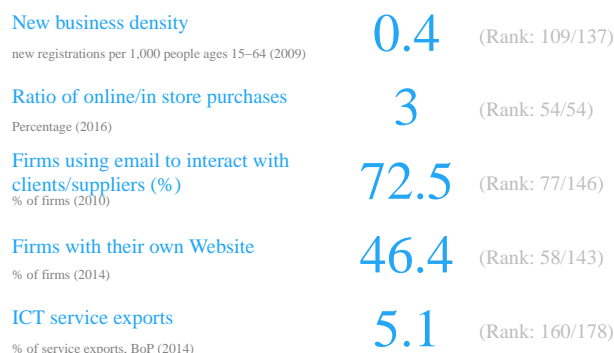 New business density
new registrations per 1,000 people ages 15−64 (2009)
0.4
(Rank: 109/137)
Ratio of online/in store purchases
Percentage (2016)
3
(Rank: 54/54)
Firms using email to interact with
clients/suppliers (%)
% of firms (2010)
72.5
(Rank: 77/146)
Firms with their own Website
% of firms (2014)
46.4
(Rank: 58/143)
ICT service exports
% of service exports, BoP (2014)
5.1
(Rank: 160/178)